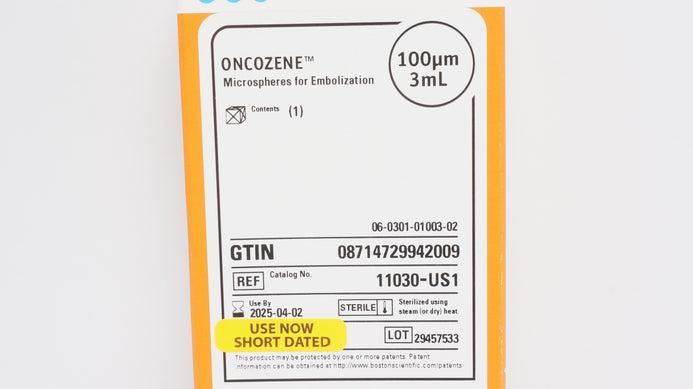 ONCOZENE™
Microspheres for Embolization
100µm
3mL
Contents (1)
06-0301-01003-02
GTIN 08714729942009
REF Catalog No. 11030-US1
Use By
2025-04-02
STERILE Sterilized using
steam (or dry) heat
USE NOW
SHORT DATED
LOT 29457533
This product may be protected by one or more patents. Patent
nformation can be obtained at http://www.bostonscientific.com/patents